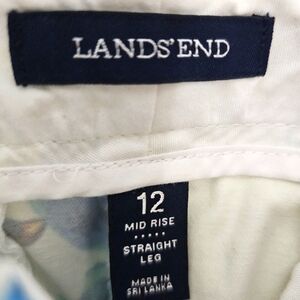 LANDS'END
12
MID RISE
•••••
STRAIGHT
LEG
MADE IN
SRI LANKA